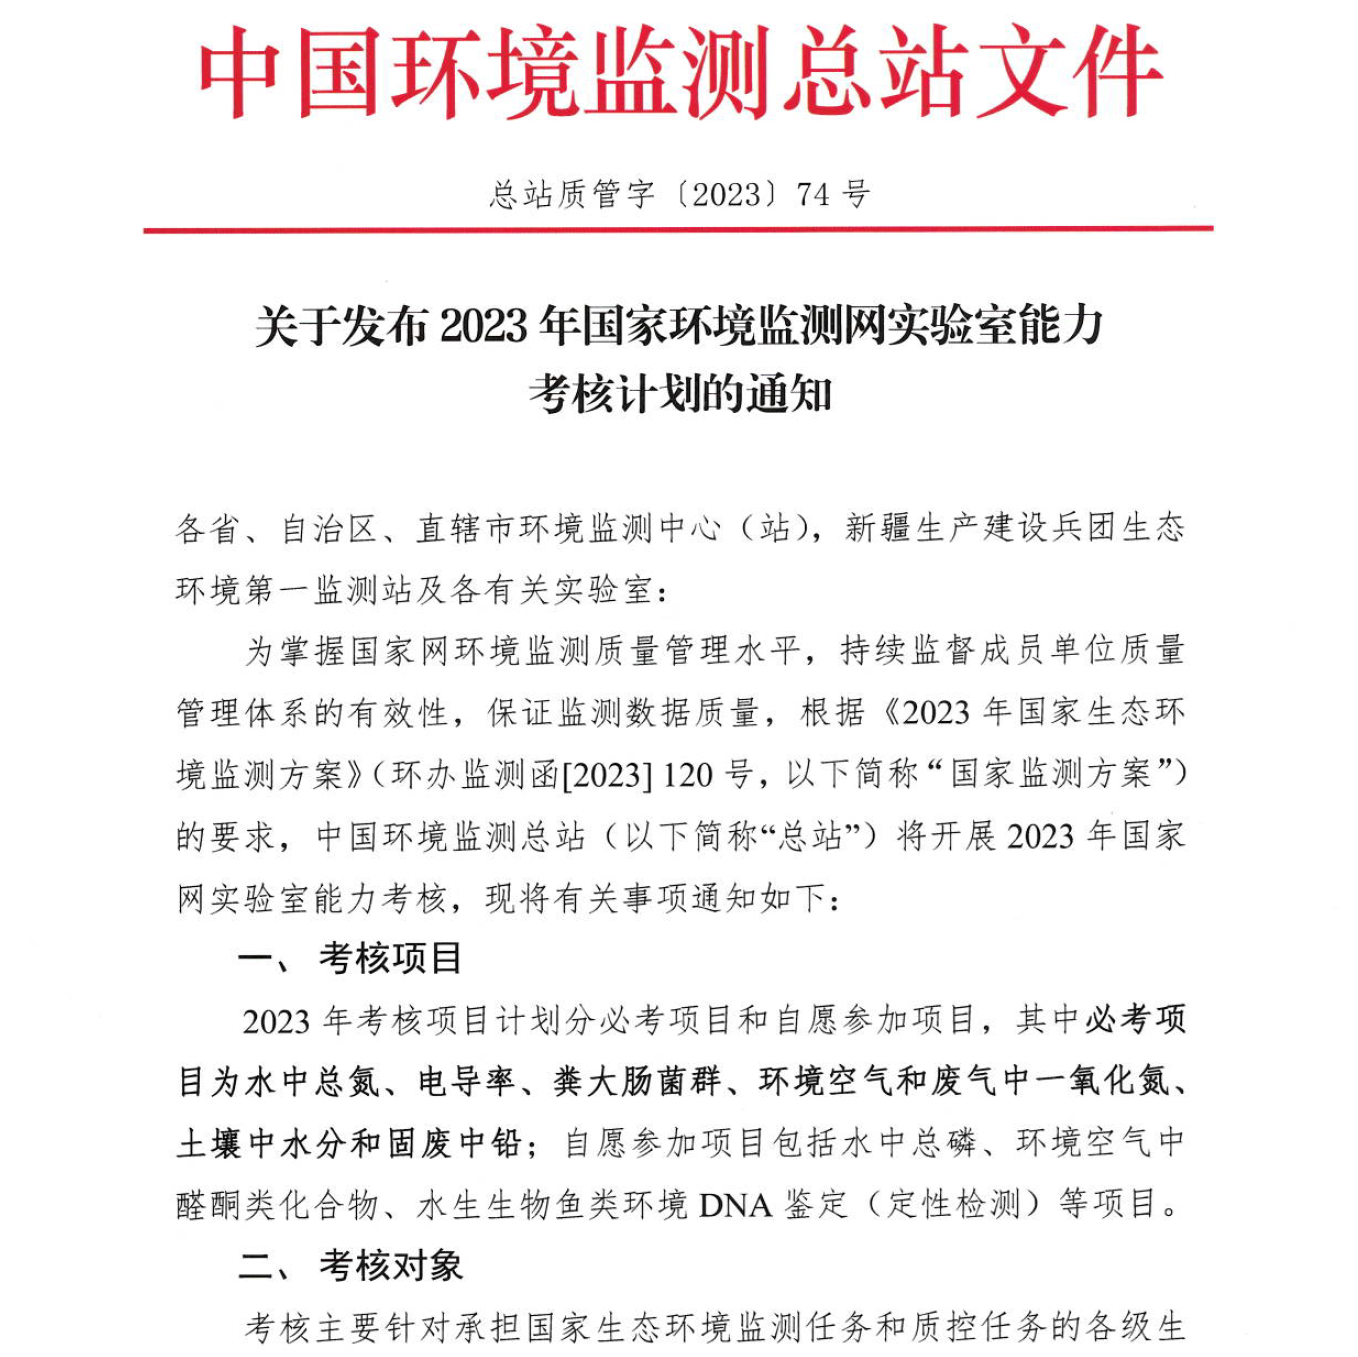 中国环境监测总站文件
总站质管字〔2023〕74 号
关于发布 2023 年国家环境监测网实验室能力
考核计划的通知
各省、自治区、直辖市环境监测中心（站），新疆生产建设兵团生态
环境第一监测站及各有关实验室：
为掌握国家网环境监测质量管理水平，持续监督成员单位质量
管理体系的有效性，保证监测数据质量，根据《2023 年国家生态环
境监测方案》（环办监测函[2023] 120 号，以下简称“国家监测方案”）
的要求，中国环境监测总站（以下简称“总站”）将开展 2023 年国家
网实验室能力考核，现将有关事项通知如下：
一、 考核项目
2023 年考核项目计划分必考项目和自愿参加项目，其中必考项
目为水中总氮、电导率、粪大肠菌群、环境空气和废气中一氧化氮、
土壤中水分和固废中铅；自愿参加项目包括水中总磷、环境空气中
醛酮类化合物、水生生物鱼类环境 DNA 鉴定（定性检测）等项目。
二、 考核对象
考核主要针对承担国家生态环境监测任务和质控任务的各级生